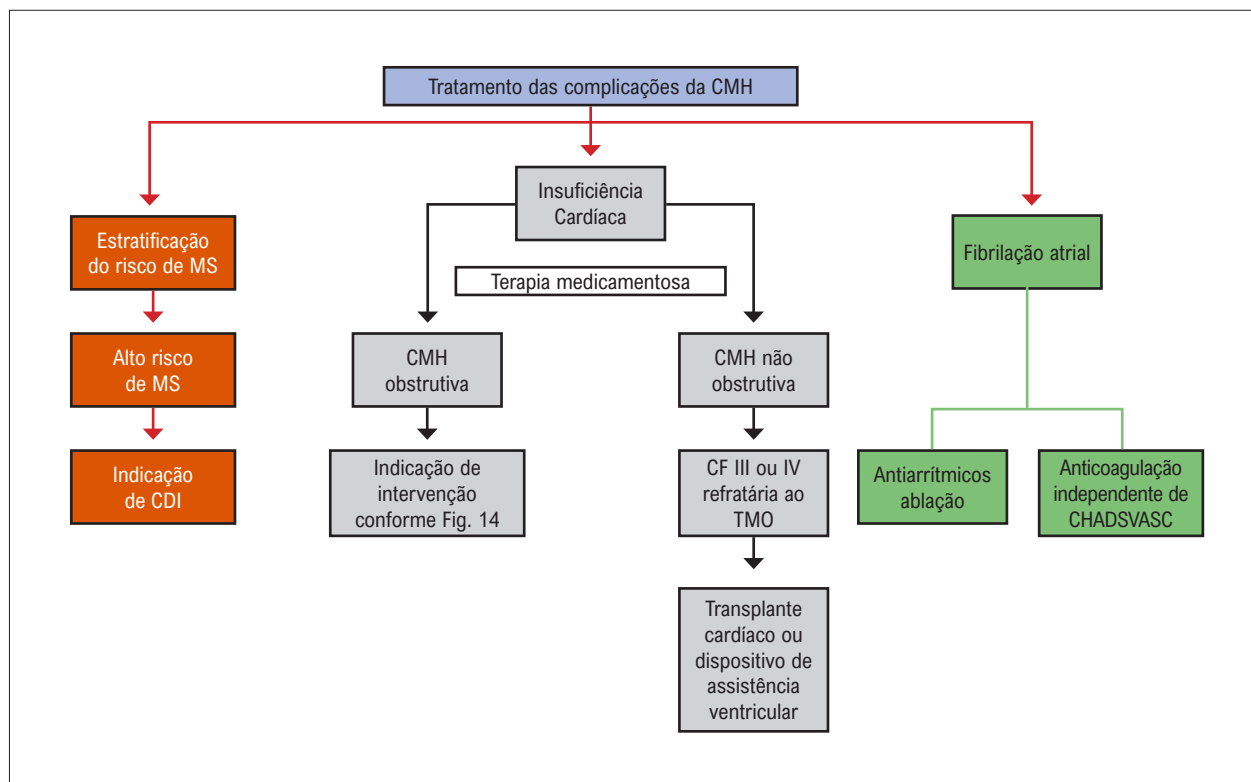 Tratamento das complicações da CMH
Insuficiência
Cardíaca
Estratificação
do risco de MS
Fibrilação atrial
Terapia medicamentosa
Alto risco
de MS
CMH
obstrutiva
CMH não
obstrutiva
Indicação
de CDI
Indicação de
intervenção
conforme Fig. 14
CF III ou IV
refratária ao
TMO
Antiarrítmicos
ablação
Anticoagulação
independente de
CHADSVASC
Transplante
cardíaco ou
dispositivo de
assistência
ventricular